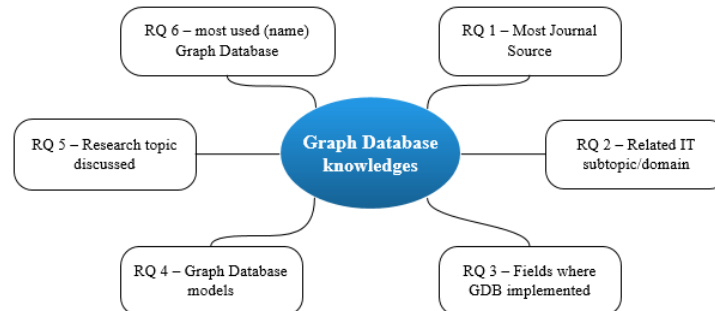 RQ 6 – most used (name)
Graph Database
RQ 1 – Most Journal
Source
RQ 5 – Research topic
discussed
Graph Database
knowledges
RQ 2 – Related IT
subtopic/domain
RQ 4 – Graph Database
models
RQ 3 – Fields where
GDB implemented